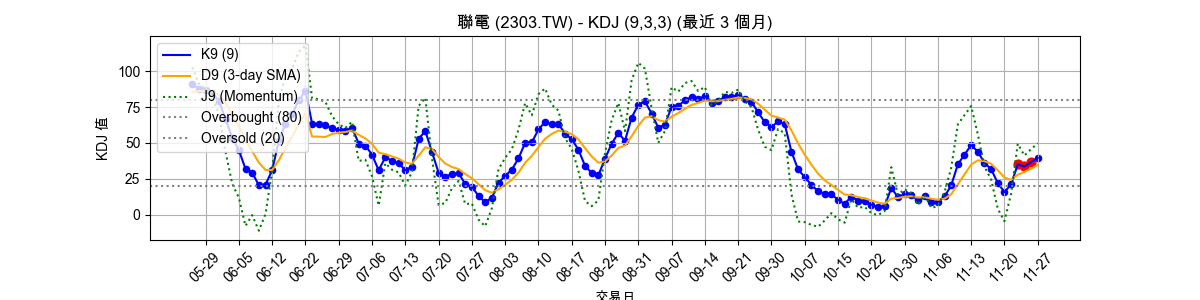 聯電 (2303.TW) - KDJ (9,3,3) (最近 3 個月)
K9 (9)
D9 (3-day SMA)
J9 (Momentum)
Overbought (80)
Oversold (20)
KDJ 值
100
75
50
25
0
05-29 06-05 06-12 06-22 06-29 07-06 07-13 07-20 07-27 08-03 08-10 08-17 08-24 08-31 09-07 09-14 09-21 09-30 10-07 10-15 10-22 10-30 11-06 11-13 11-20 11-27
交易日